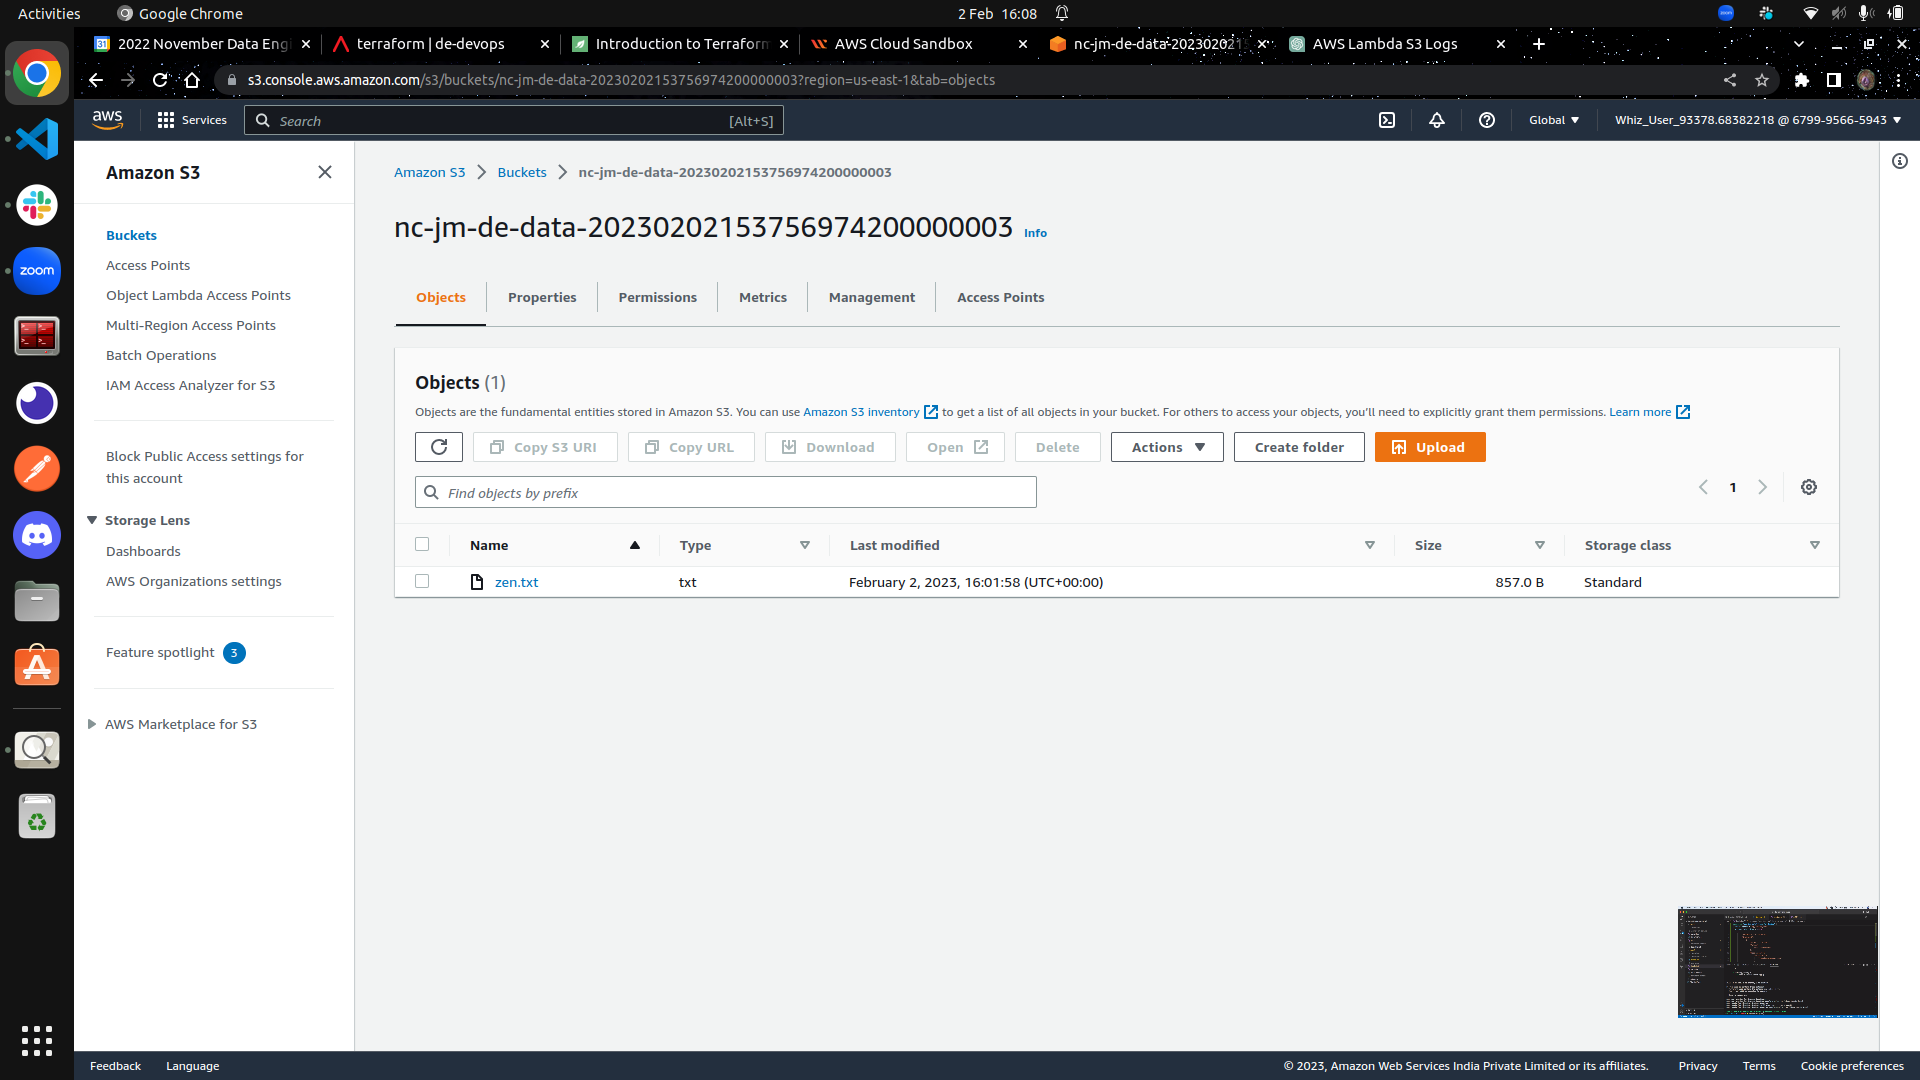 Activities
Google Chrome
2 Feb 16:08
2022 November Data Eng
terraform | de-devops
Introduction to Terraform
AWS Cloud Sandbox
nc-jm-de-data-202302021
AWS Lambda S3 Logs
s3.console.aws.amazon.com/s3/buckets/nc-jm-de-data-20230202153756974200000003?region=us-east-1&tab=objects
aws
Services
Search
[Alt+S]
Global
Whiz_User_93378.68382218 @ 6799-9566-5943
zoom
Amazon S3
Buckets
Access Points
Object Lambda Access Points
Multi-Region Access Points
Batch Operations
IAM Access Analyzer for S3
Block Public Access settings for
this account
Storage Lens
Dashboards
AWS Organizations settings
Feature spotlight 3
AWS Marketplace for S3
Amazon S3
Buckets
nc-jm-de-data-20230202153756974200000003
nc-jm-de-data-20230202153756974200000003 Info
Objects
Properties
Permissions
Metrics
Management
Access Points
Objects (1)
Objects are the fundamental entities stored in Amazon S3. You can use Amazon S3 inventory to get a list of all objects in your bucket. For others to access your objects, you'll need to explicitly grant them permissions. Learn more
Copy S3 URI
Copy URL
Download
Open
Delete
Actions
Create folder
Upload
Find objects by prefix
1
Name
Type
Last modified
Size
Storage class
zen.txt
txt
February 2, 2023, 16:01:58 (UTC+00:00)
857.0 B
Standard
Feedback
Language
© 2023, Amazon Web Services India Private Limited or its affiliates.
Privacy
Terms
Cookie preferences